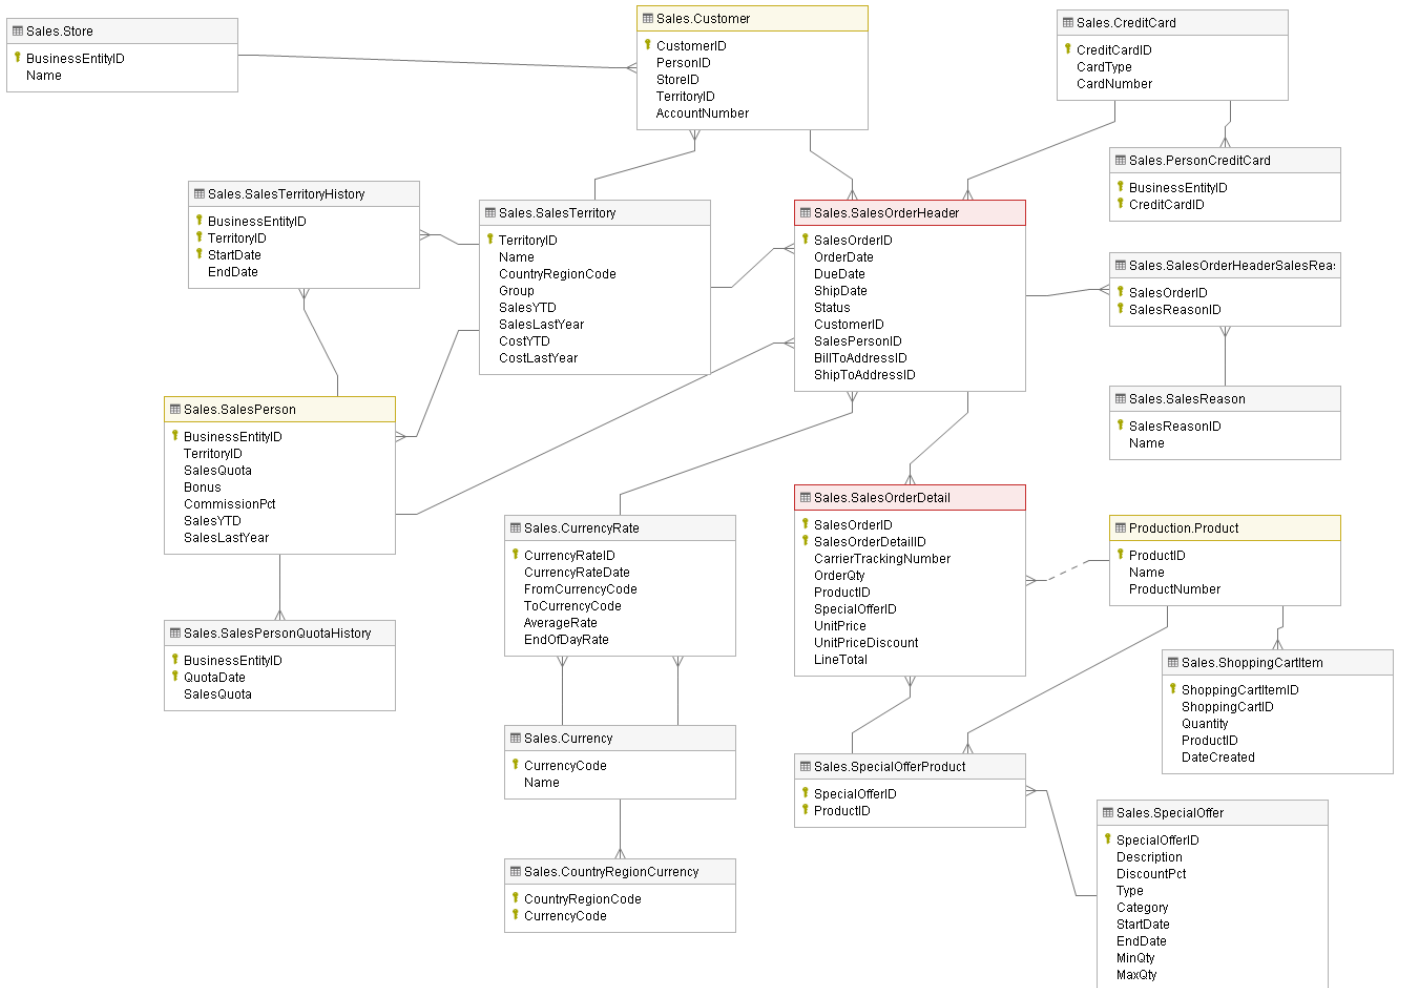 Sales.Store
BusinessEntityID
Name
Sales.Customer
CustomerID
PersonID
StoreID
TerritoryID
AccountNumber
Sales.CreditCard
CreditCardID
CardType
CardNumber
Sales.PersonCreditCard
BusinessEntityID
CreditCardID
Sales.SalesTerritoryHistory
BusinessEntityID
TerritoryID
StartDate
EndDate
Sales.SalesTerritory
TerritoryID
Name
CountryRegionCode
Group
SalesYTD
SalesLastYear
CostYTD
CostLastYear
Sales.SalesOrderHeader
SalesOrderID
OrderDate
DueDate
ShipDate
Status
CustomerID
SalesPersonID
BillToAddressID
ShipToAddressID
Sales.SalesOrderHeaderSalesReas
SalesOrderID
SalesReasonID
Sales.SalesReason
SalesReasonID
Name
Sales.SalesPerson
BusinessEntityID
TerritoryID
SalesQuota
Bonus
CommissionPct
SalesYTD
SalesLastYear
Sales.CurrencyRate
CurrencyRateID
CurrencyRateDate
FromCurrencyCode
ToCurrencyCode
AverageRate
EndOfDayRate
Sales.SalesOrderDetail
SalesOrderID
SalesOrderDetailID
CarrierTrackingNumber
OrderQty
ProductID
SpecialOfferID
UnitPrice
UnitPriceDiscount
LineTotal
Production.Product
ProductID
Name
ProductNumber
Sales.SalesPersonQuotaHistory
BusinessEntityID
QuotaDate
SalesQuota
Sales.ShoppingCartItem
ShoppingCartItemID
ShoppingCartID
Quantity
ProductID
DateCreated
Sales.Currency
CurrencyCode
Name
Sales.SpecialOfferProduct
SpecialOfferID
ProductID
Sales.SpecialOffer
SpecialOfferID
Description
DiscountPct
Type
Category
StartDate
EndDate
MinQty
MaxQty
Sales.CountryRegionCurrency
CountryRegionCode
CurrencyCode